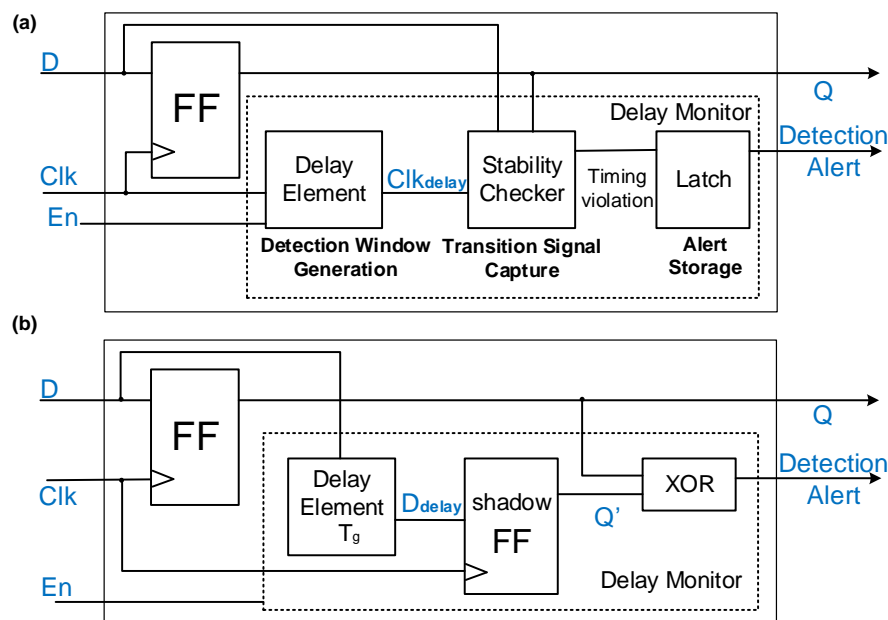 (a)
D
FF
Q
Delay Monitor
Detection
Alert
Clk
Delay
Element
Clkdelay
Stability
Checker
Timing
violation
Latch
En
Detection Window
Generation
Transition Signal
Capture
Alert
Storage
(b)
D
FF
Q
Clk
Delay
Element
Tg
Ddelay
shadow
FF
Q’
XOR
Detection
Alert
En
Delay Monitor